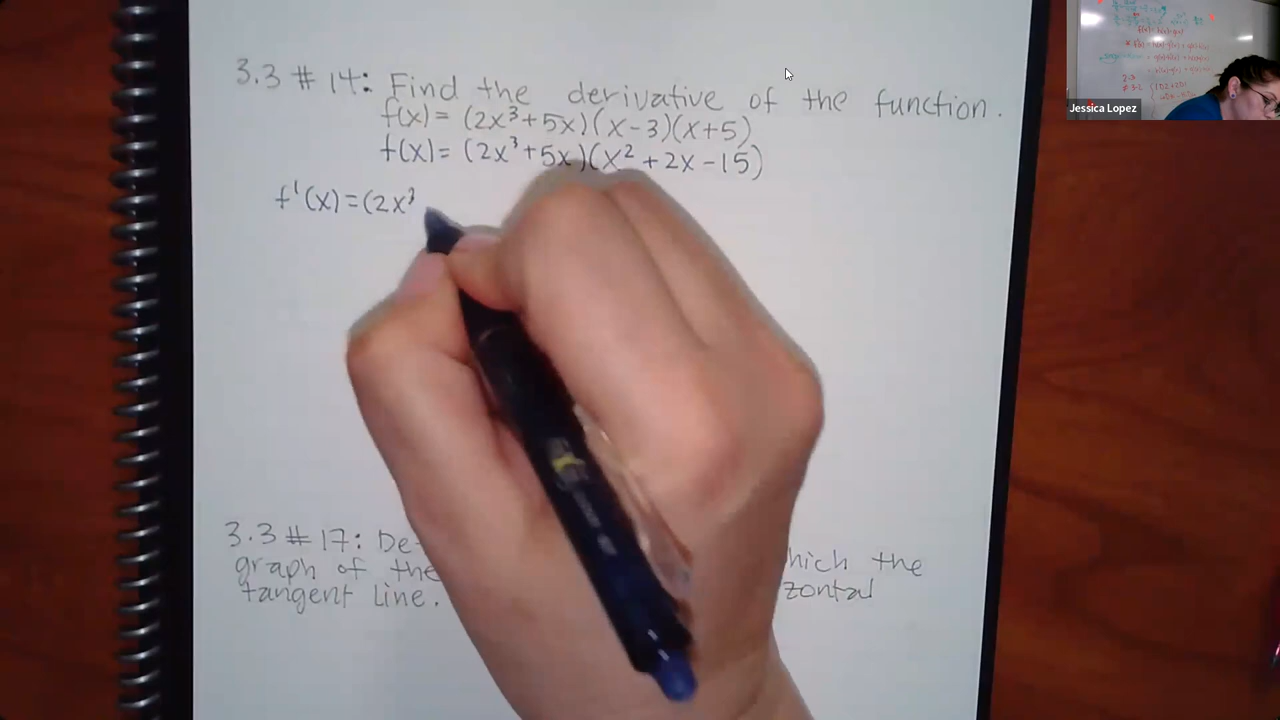 3.3 # 14: Find the derivative of the function.
f(x) = (2x³+5x)(x-3)(x+5)
f(x) = (2x³+5x)(x² +2x -15)
f'(x) = (2x³
3.3 # 17: De
hich the
graph of the
zontal
tangent line.
Jessica Lopez